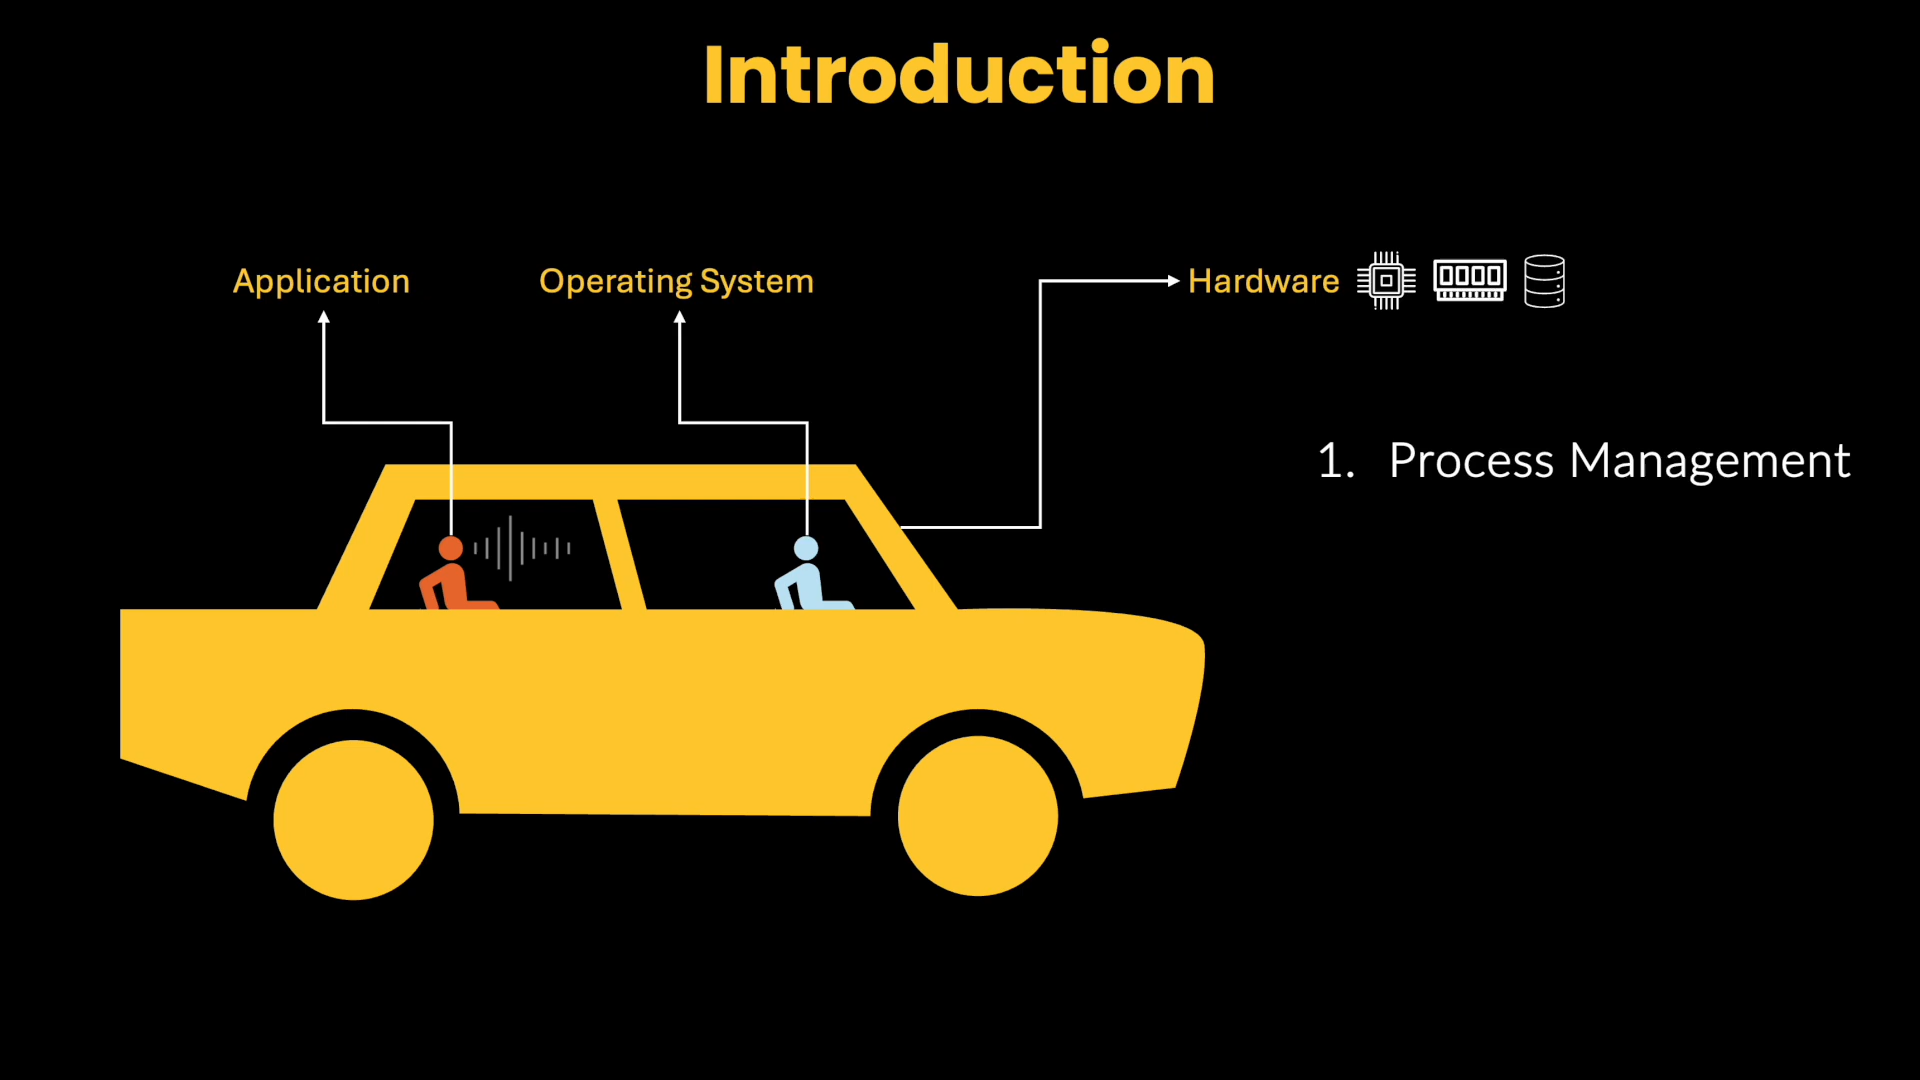 Introduction
Application
Operating System
Hardware
1. Process Management